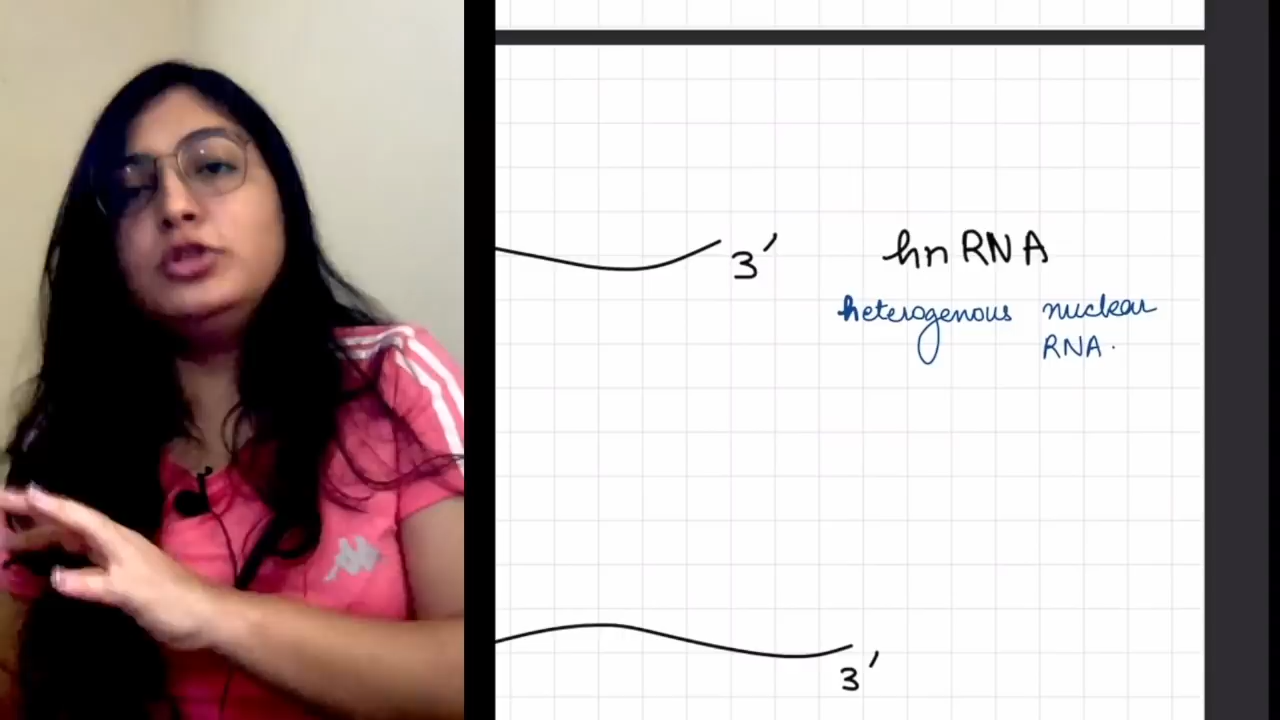 3′ hnRNA
heterogenous nuclear
RNA.
3′